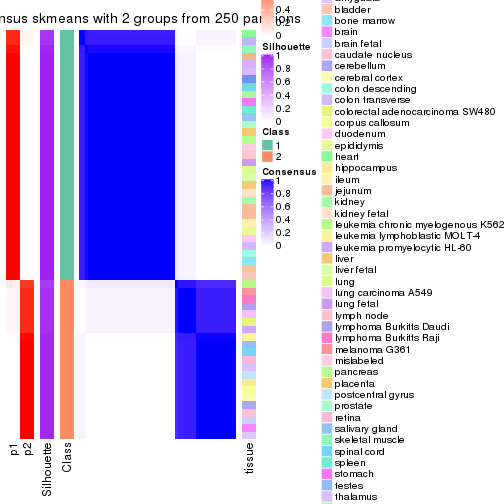 nsus skmeans with 2 groups from 250 partitions
0.4
0.2
0
Silhouette
1
0.8
0.6
0.4
0.2
0
Class
1
2
Consensus
1
0.8
0.6
0.4
0.2
0
bladder
bone marrow
brain
brain fetal
caudate nucleus
cerebellum
cerebral cortex
colon descending
colon transverse
colorectal adenocarcinoma SW480
corpus callosum
duodenum
epididymis
heart
hippocampus
ileum
jejunum
kidney
kidney fetal
leukemia chronic myelogenous K562
leukemia lymphoblastic MOLT-4
leukemia promyelocytic HL-60
liver
liver fetal
lung
lung carcinoma A549
lung fetal
lymph node
lymphoma Burkitts Daudi
lymphoma Burkitts Raji
melanoma G361
mislabeled
pancreas
placenta
postcentral gyrus
prostate
retina
salivary gland
skeletal muscle
spinal cord
spleen
stomach
testes
thalamus
p1
p2
Silhouette
Class
tissue